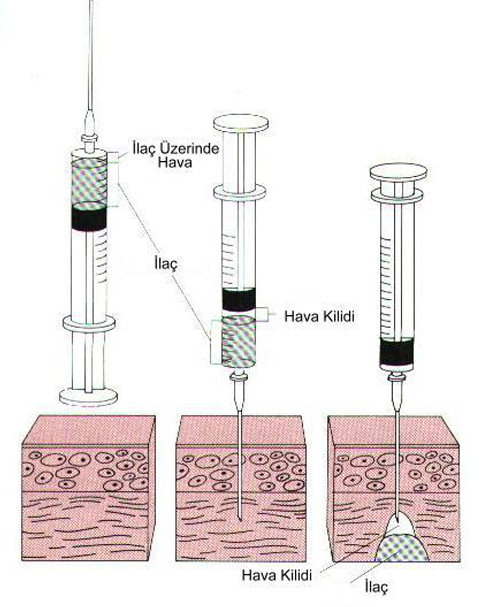 İlaç Üzerinde
Hava
İlaç
Hava Kilidi
Hava Kilidi
İlaç